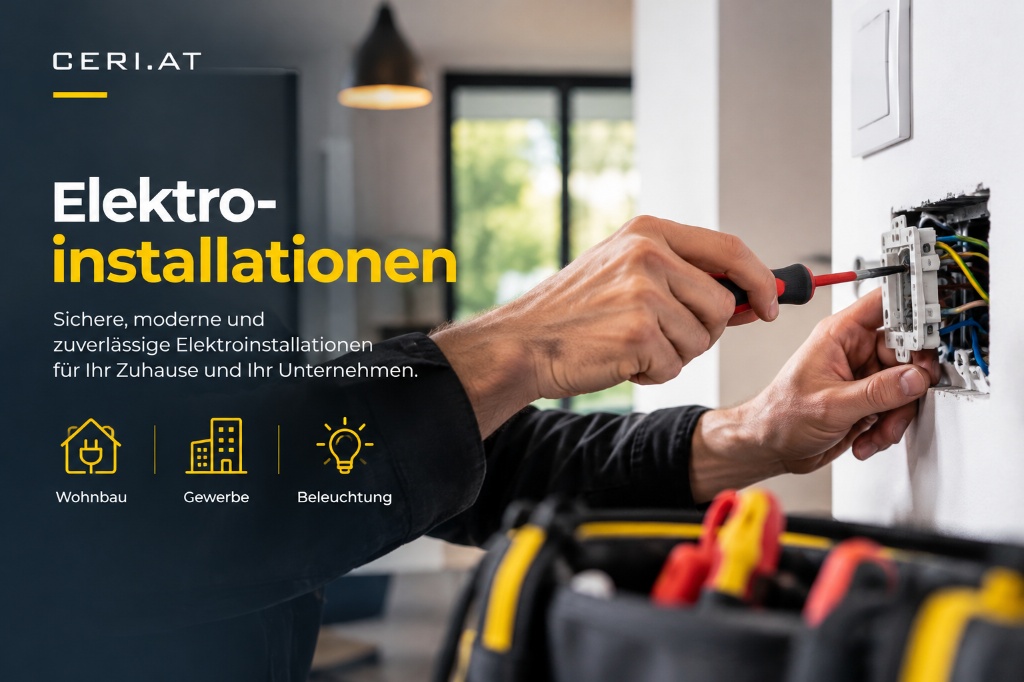 CERI.AT
Elektro-
installationen
Sichere, moderne und
zuverlässige Elektroinstallationen
für Ihr Zuhause und Ihr Unternehmen.
Wohnbau
Gewerbe
Beleuchtung